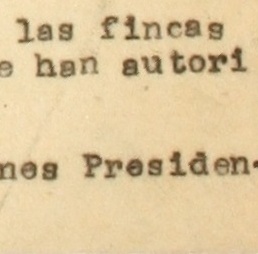 las fincas
e han autori
nes Presiden-